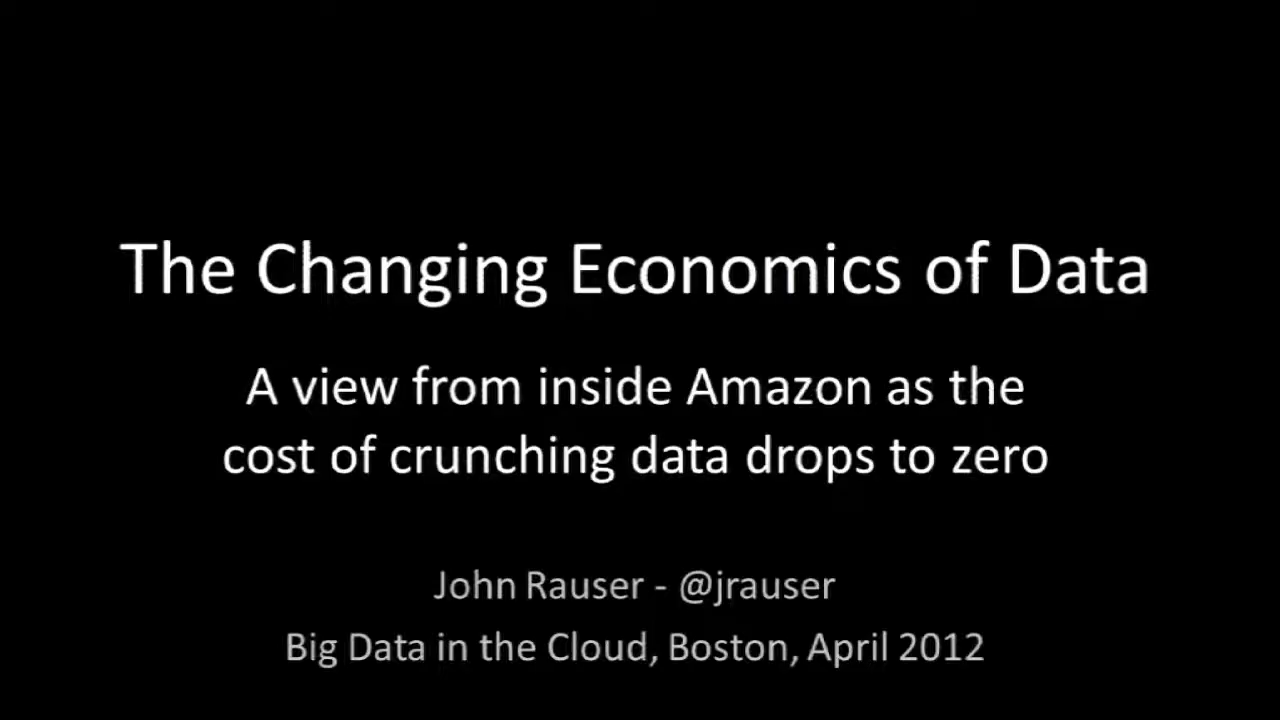 The Changing Economics of Data
A view from inside Amazon as the
cost of crunching data drops to zero
John Rauser - @jrauser
Big Data in the Cloud, Boston, April 2012